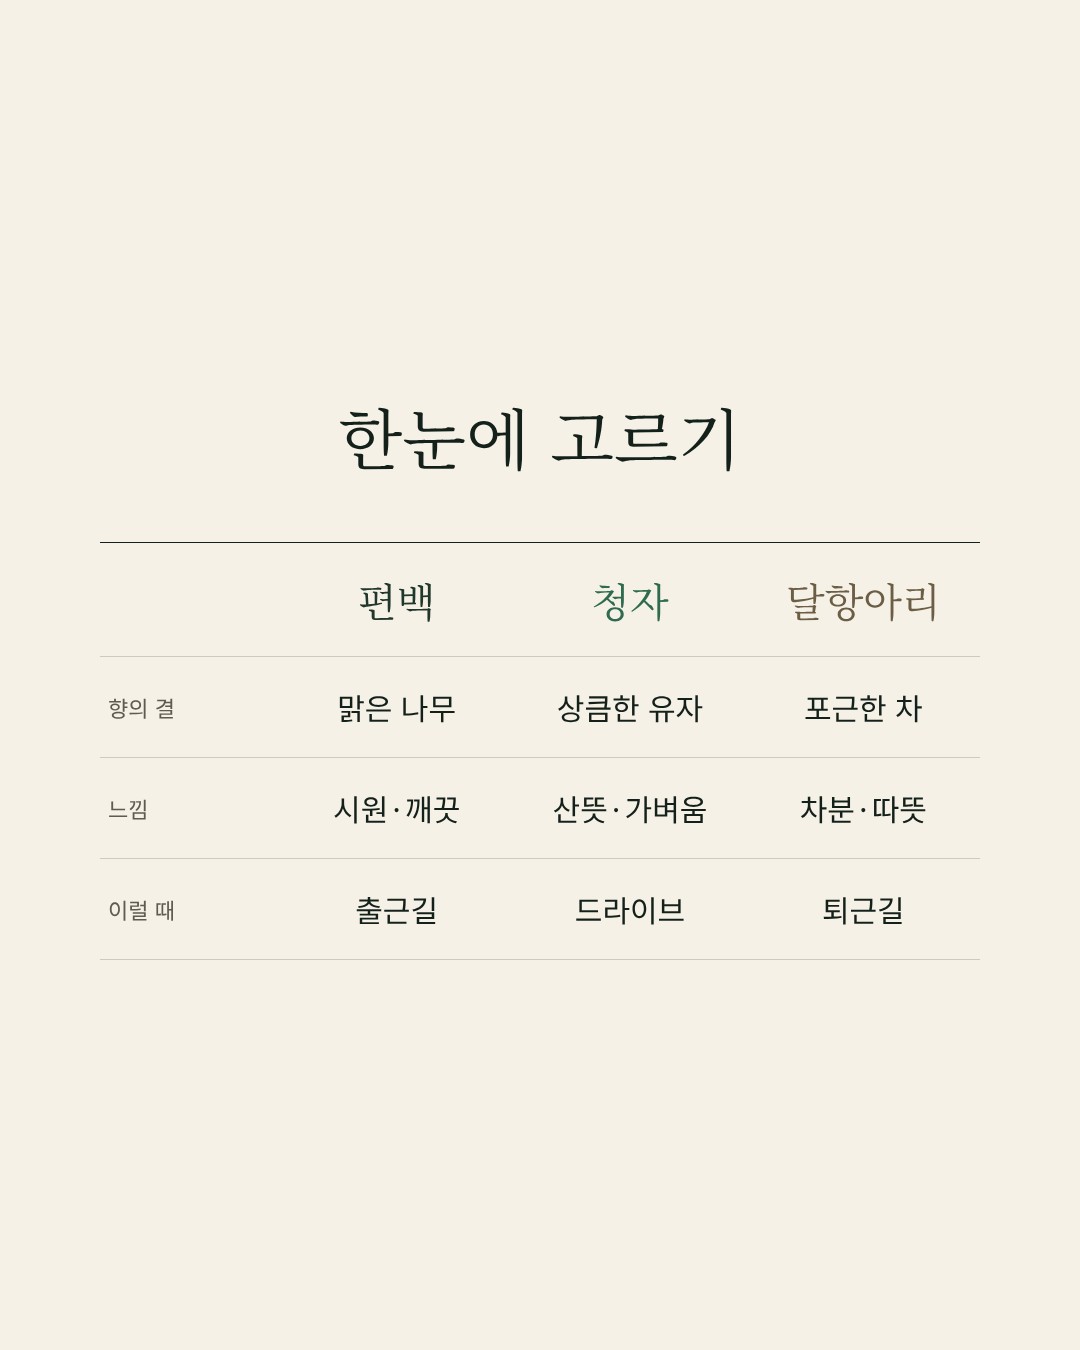 한눈에 고르기
편백 청자 달항아리
향의 결 맑은 나무 상큼한 유자 포근한 차
느낌 시원·깨끗 산뜻·가벼움 차분·따뜻
이럴 때 출근길 드라이브 퇴근길